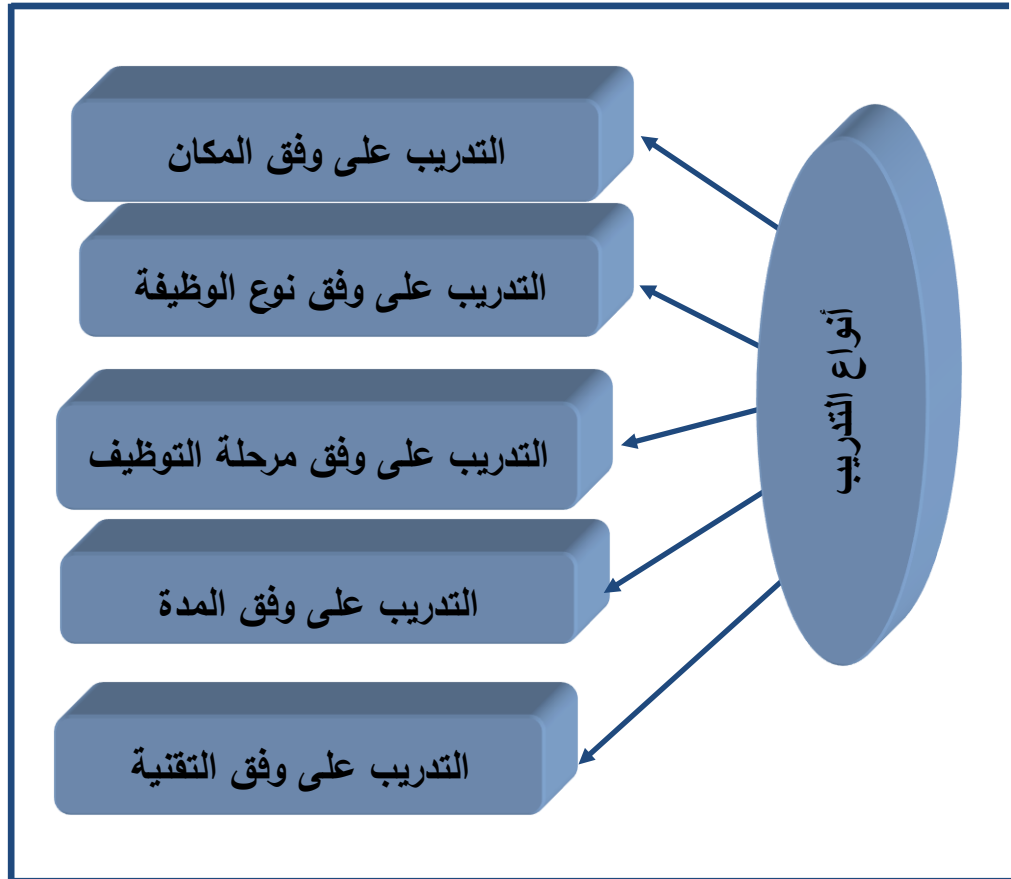 أنواع التدريب
التدريب على وفق المكان
التدريب على وفق نوع الوظيفة
التدريب على وفق مرحلة التوظيف
التدريب على وفق المدة
التدريب على وفق التقنية